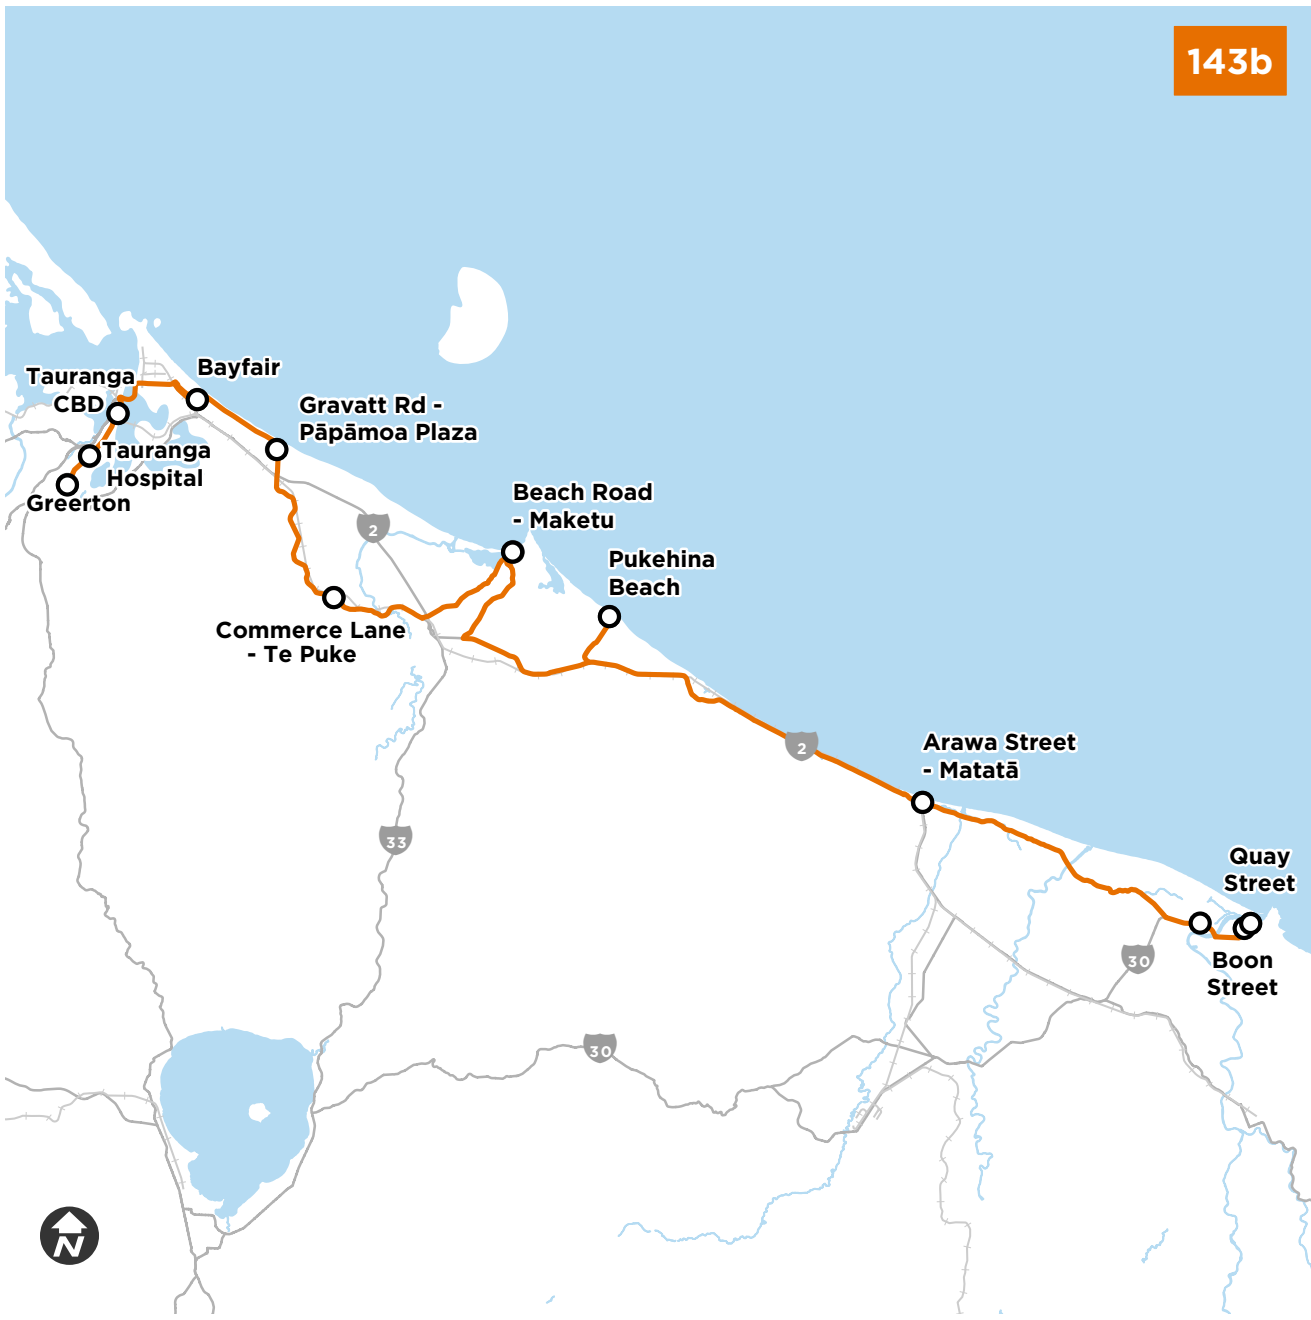 143b
Bayfair
Tauranga
CBD
Gravatt Rd -
Pāpāmoa Plaza
Tauranga
Hospital
Greerton
Beach Road
- Maketu
2
Pukehina
Beach
Commerce Lane
- Te Puke
2
Arawa Street
- Matatā
33
Quay
Street
30
Boon
Street
30
N